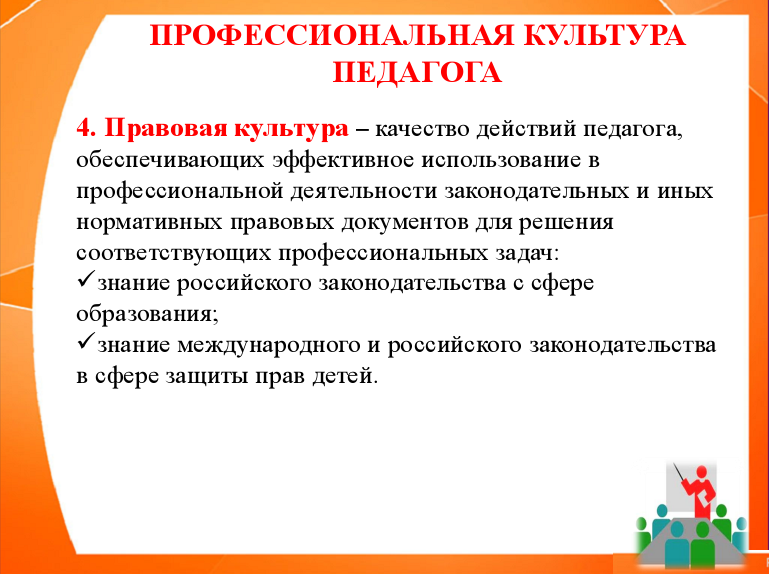 ПРОФЕССИОНАЛЬНАЯ КУЛЬТУРА
ПЕДАГОГА
4. Правовая культура – качество действий педагога,
обеспечивающих эффективное использование в
профессиональной деятельности законодательных и иных
нормативных правовых документов для решения
соответствующих профессиональных задач:
✓знание российского законодательства с сфере
образования;
✓знание международного и российского законодательства
в сфере защиты прав детей.